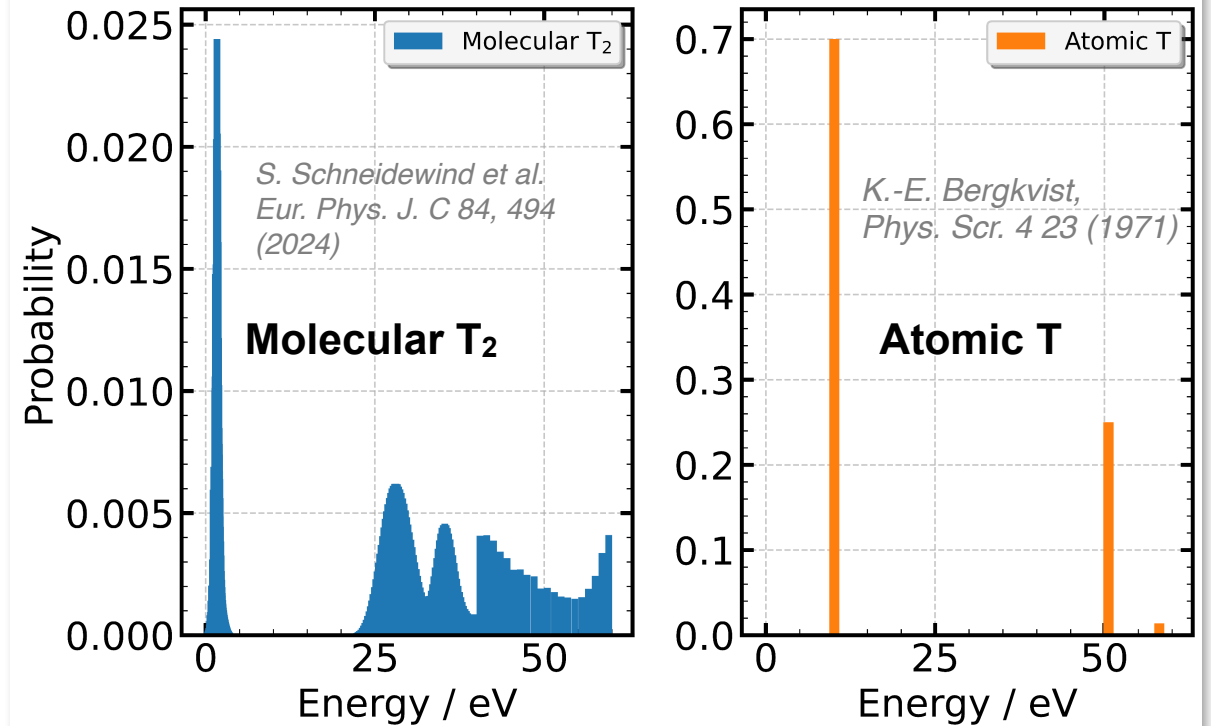 Probability
0.025
0.020
0.015
0.010
0.005
0.000
Molecular T₂
S. Schneidewind et al.
Eur. Phys. J. C 84, 494
(2024)
Molecular T₂
0
25
50
Energy / eV
0.7
0.6
0.5
0.4
0.3
0.2
0.1
0.0
Atomic T
K.-E. Bergkvist,
Phys. Scr. 4 23 (1971)
Atomic T
0
25
50
Energy / eV